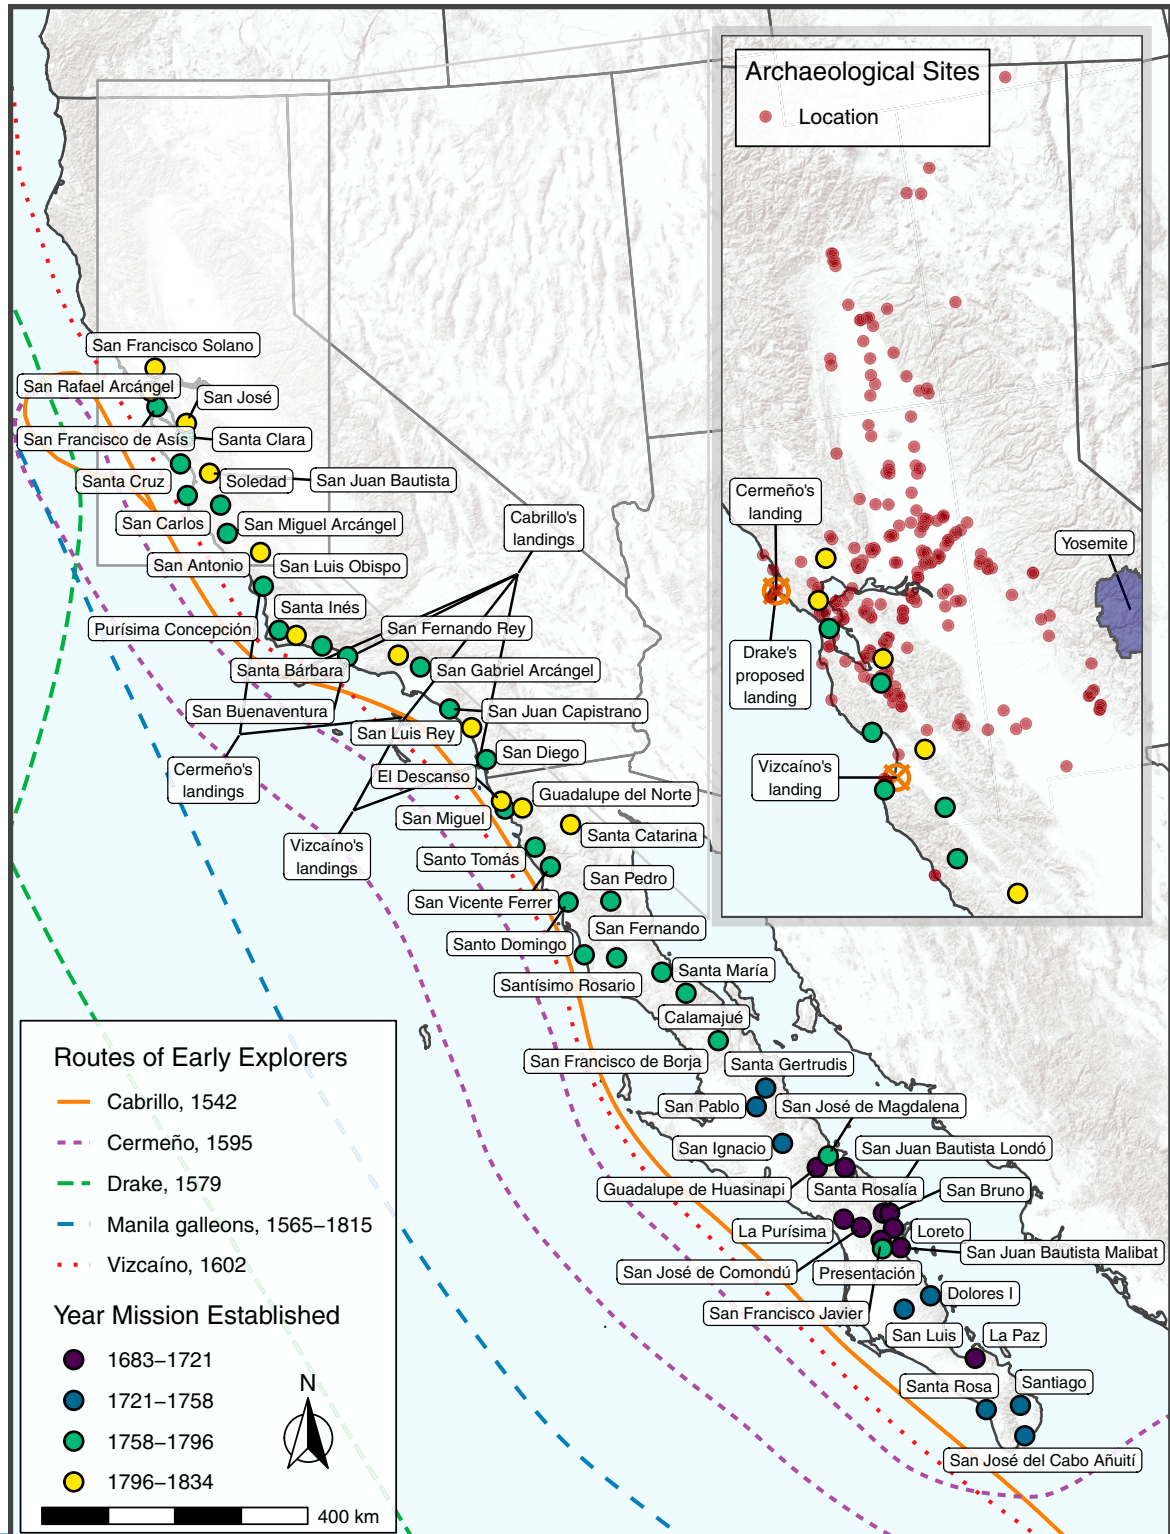 Archaeological Sites
Location
Cermeño's
landing
Yosemite
Drake's
proposed
landing
Vizcaíno's
landing
San Francisco Solano
San Rafael Arcángel
San José
San Francisco de Asís
Santa Clara
Santa Cruz
Soledad
San Juan Bautista
San Carlos
San Miguel Arcángel
Cabrillo's
landings
San Antonio
San Luis Obispo
Santa Inés
Purísima Concepción
San Fernando Rey
Santa Bárbara
San Gabriel Arcángel
San Buenaventura
San Juan Capistrano
San Luis Rey
San Diego
Cermeño's
landings
El Descanso
Guadalupe del Norte
San Miguel
Santa Catarina
Vizcaíno's
landings
Santo Tomás
San Pedro
San Vicente Ferrer
San Fernando
Santo Domingo
Santa María
Santísimo Rosario
Calamajué
San Francisco de Borja
Santa Gertrudis
San Pablo
San José de Magdalena
San Ignacio
San Juan Bautista Londó
Guadalupe de Huasinapi
Santa Rosalía
San Bruno
La Purísima
Loreto
San Juan Bautista Malibat
San José de Comondú
Presentación
San Francisco Javier
Dolores I
San Luis
La Paz
Santa Rosa
Santiago
San José del Cabo Añuití
Routes of Early Explorers
Cabrillo, 1542
Cermeño, 1595
Drake, 1579
Manila galleons, 1565–1815
Vizcaíno, 1602
Year Mission Established
1683–1721
1721–1758
1758–1796
1796–1834
N
400 km